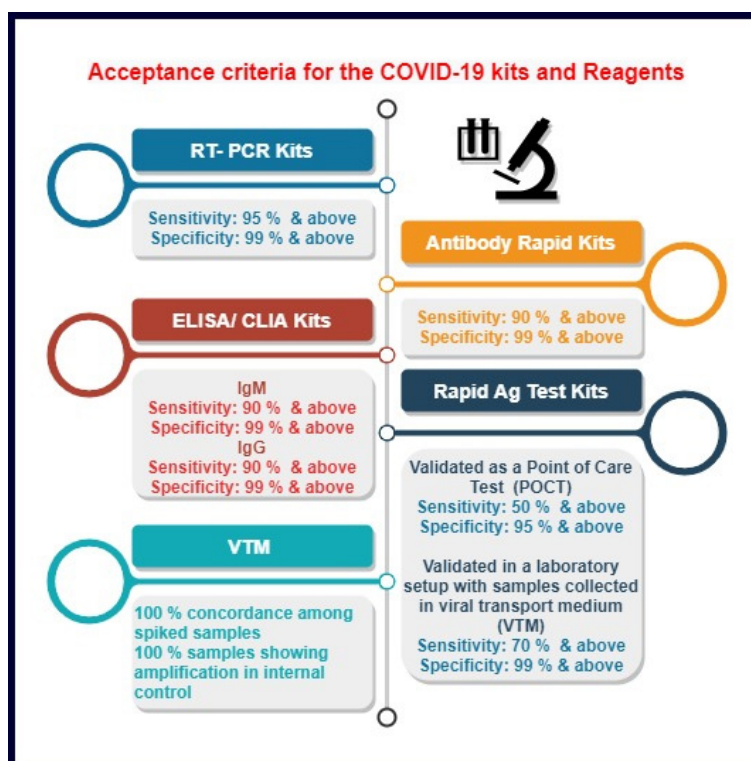 Acceptance criteria for the COVID-19 kits and Reagents
RT- PCR Kits
Sensitivity: 95 % & above
Specificity: 99 % & above
Antibody Rapid Kits
Sensitivity: 90 % & above
Specificity: 99 % & above
ELISA/ CLIA Kits
IgM
Sensitivity: 90 % & above
Specificity: 99 % & above
IgG
Sensitivity: 90 % & above
Specificity: 99 % & above
Rapid Ag Test Kits
Validated as a Point of Care
Test (POCT)
Sensitivity: 50 % & above
Specificity: 95 % & above
Validated in a laboratory
setup with samples collected
in viral transport medium
(VTM)
Sensitivity: 70 % & above
Specificity: 99 % & above
VTM
100 % concordance among
spiked samples
100 % samples showing
amplification in internal
control